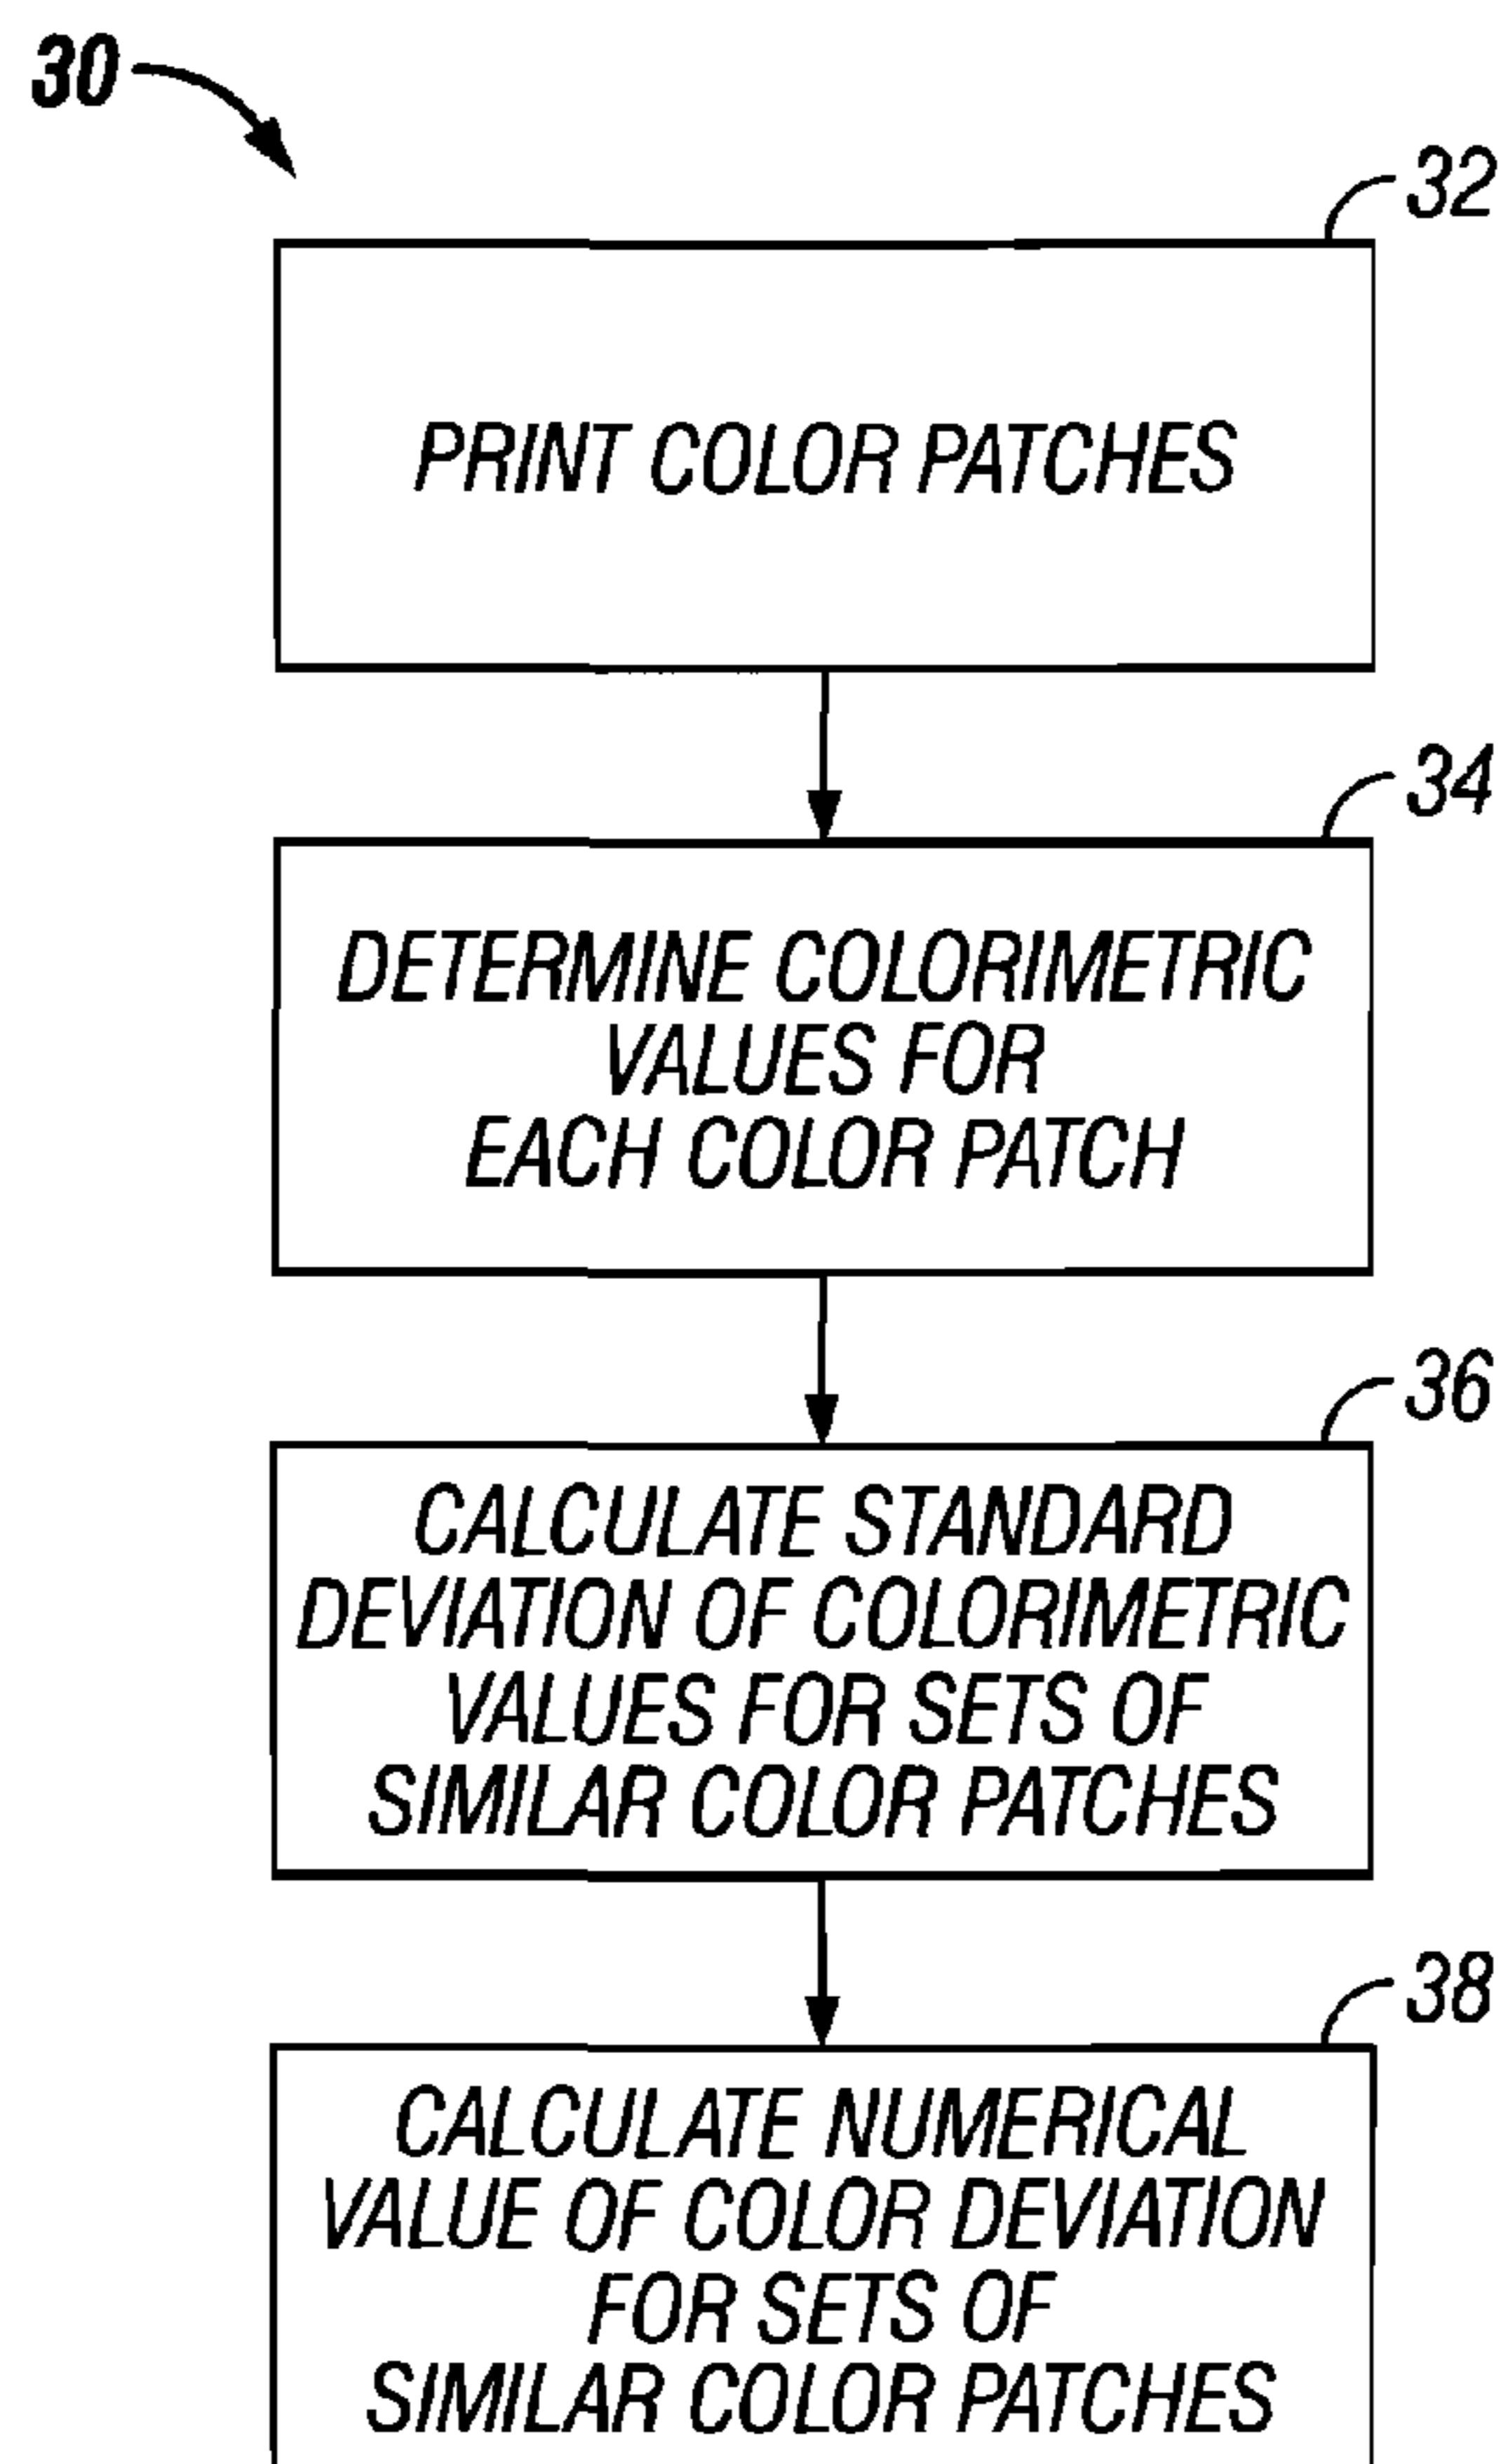 30
32
PRINT COLOR PATCHES
34
DETERMINE COLORIMETRIC
VALUES FOR
EACH COLOR PATCH
36
CALCULATE STANDARD
DEVIATION OF COLORIMETRIC
VALUES FOR SETS OF
SIMILAR COLOR PATCHES
38
CALCULATE NUMERICAL
VALUE OF COLOR DEVIATION
FOR SETS OF
SIMILAR COLOR PATCHES